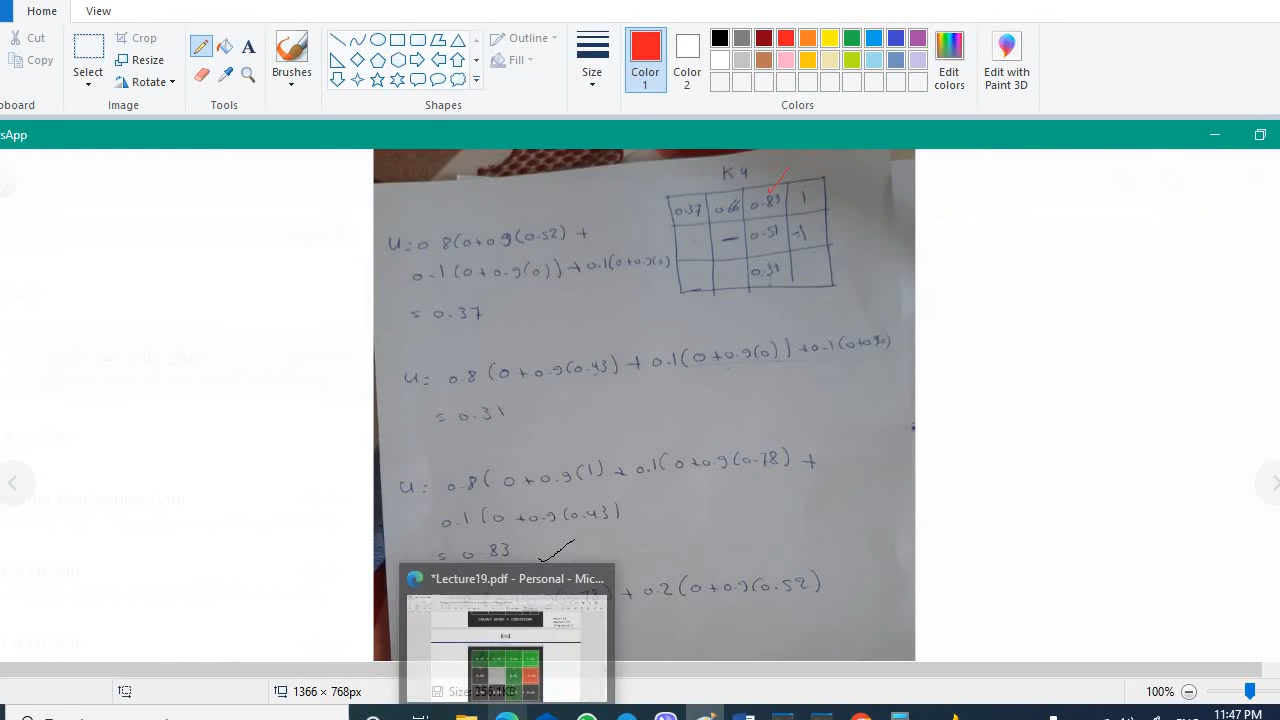 Home View
Cut
Copy
Crop
Rotate
Select
Brushes
Outline
Fill
Size
Color 1
Color 2
Edit colors
Edit with Paint 3D
pboard
Image
Tools
Shapes
Colors
sApp
K4
0.37 0.66 0.83 1
- 0.51 -1
0.31
U= 0.8(0+0.9(0.52) +
0.1(0+0.9(0)) + 0.1(0+0.9(0)
= 0.37
U= 0.8(0+0.9(0.43) + 0.1(0+0.9(0)) + 0.1(0+0.9(0)
= 0.31
U= 0.8(0+0.9(1) + 0.1(0+0.9(0.78) +
0.1(0+0.9(0.43)
= 0.83
78) + 0.2(0+0.9(0.52)
*Lecture19.pdf - Personal - Mic...
k=4
1366 × 768px
100%
11:47 PM